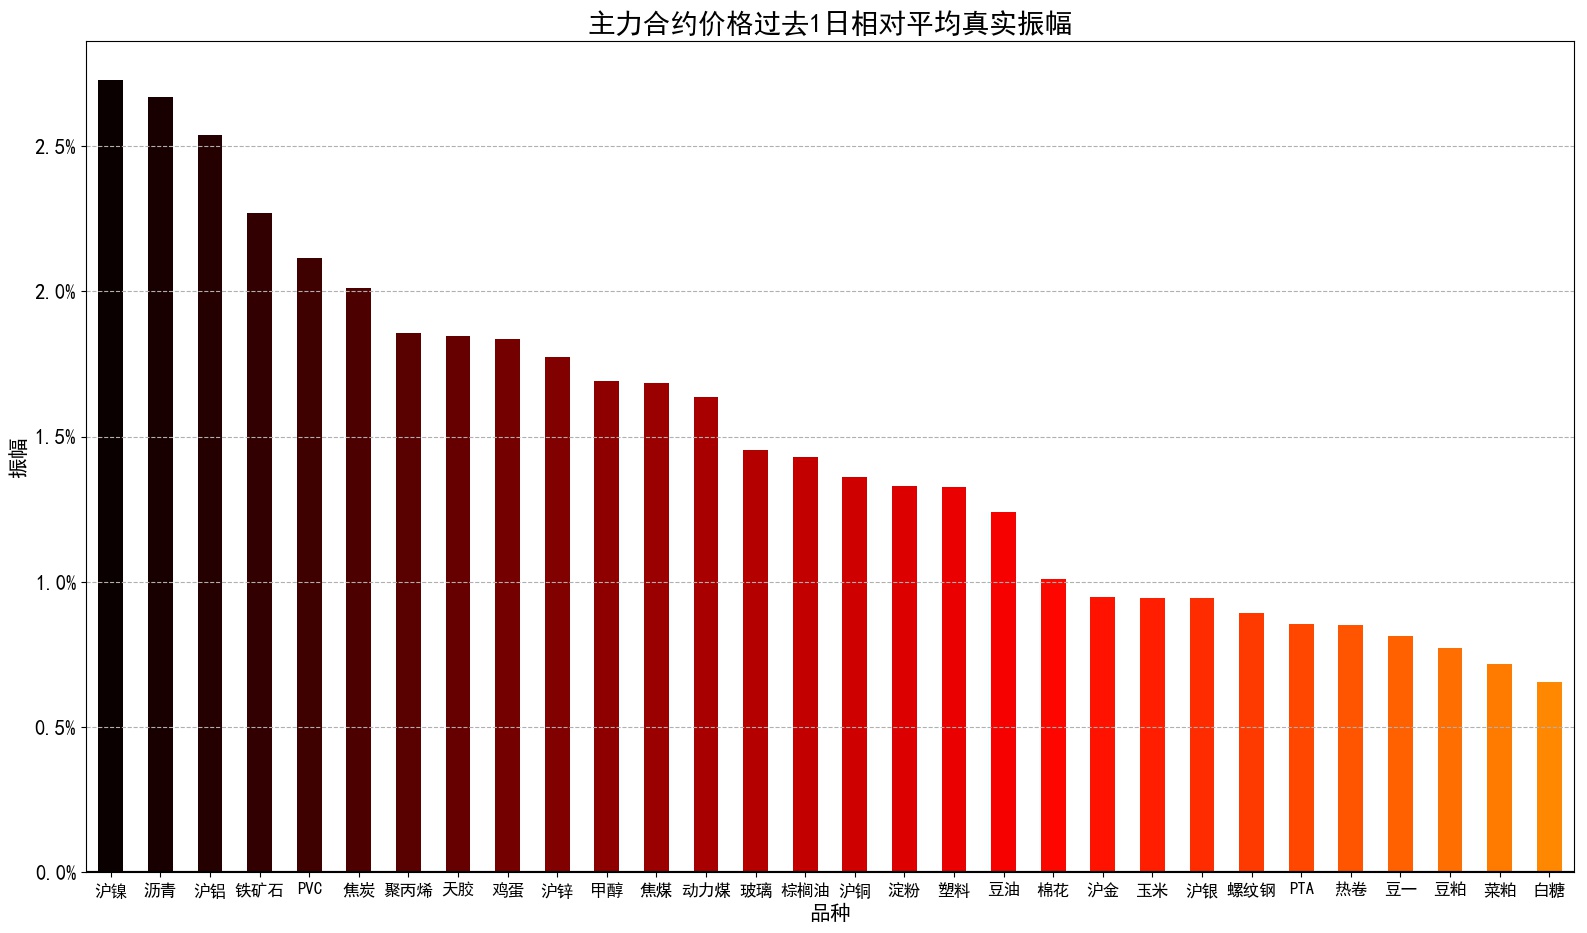 主力合约价格过去1日相对平均真实振幅
振幅
2.5%
2.0%
1.5%
1.0%
0.5%
0.0%
沪镍 沥青 沪铝 铁矿石 PVC 焦炭 聚丙烯 天胶 鸡蛋 沪锌 甲醇 焦煤 动力煤 玻璃 棕榈油 沪铜 淀粉 塑料 豆油 棉花 沪金 玉米 沪银 螺纹钢 PTA 热卷 豆一 豆粕 菜粕 白糖
品种